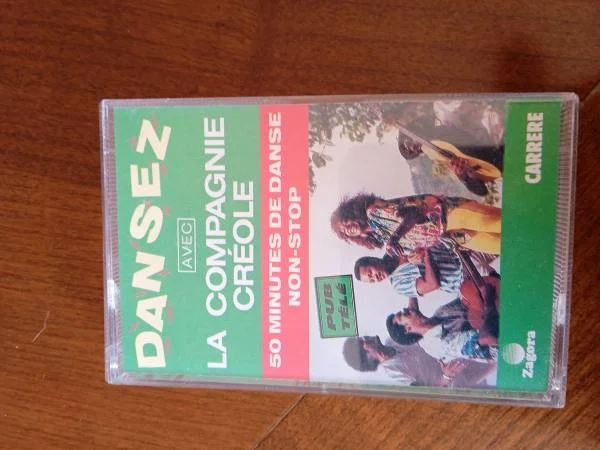 DANSEZ
AVEC
LA COMPAGNIE
CRÉOLE
50 MINUTES DE DANSE
NON-STOP
PUB
TÉLÉ
Zagora
CARRERE